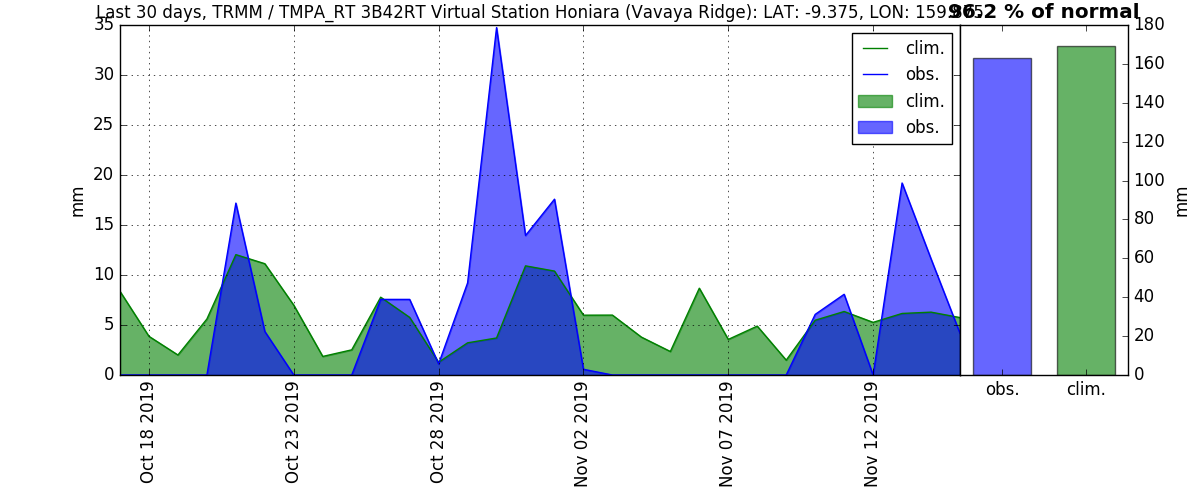 Last 30 days, TRMM / TMPA_RT 3B42RT Virtual Station Honiara (Vavaya Ridge): LAT: -9.375, LON:
96.2 % of normal
35
30
25
20
15
10
5
0
mm
clim.
obs.
clim.
obs.
Oct 18 2019
Oct 23 2019
Oct 28 2019
Nov 02 2019
Nov 07 2019
Nov 12 2019
180
160
140
120
100
80
60
40
20
0
mm
obs.
clim.